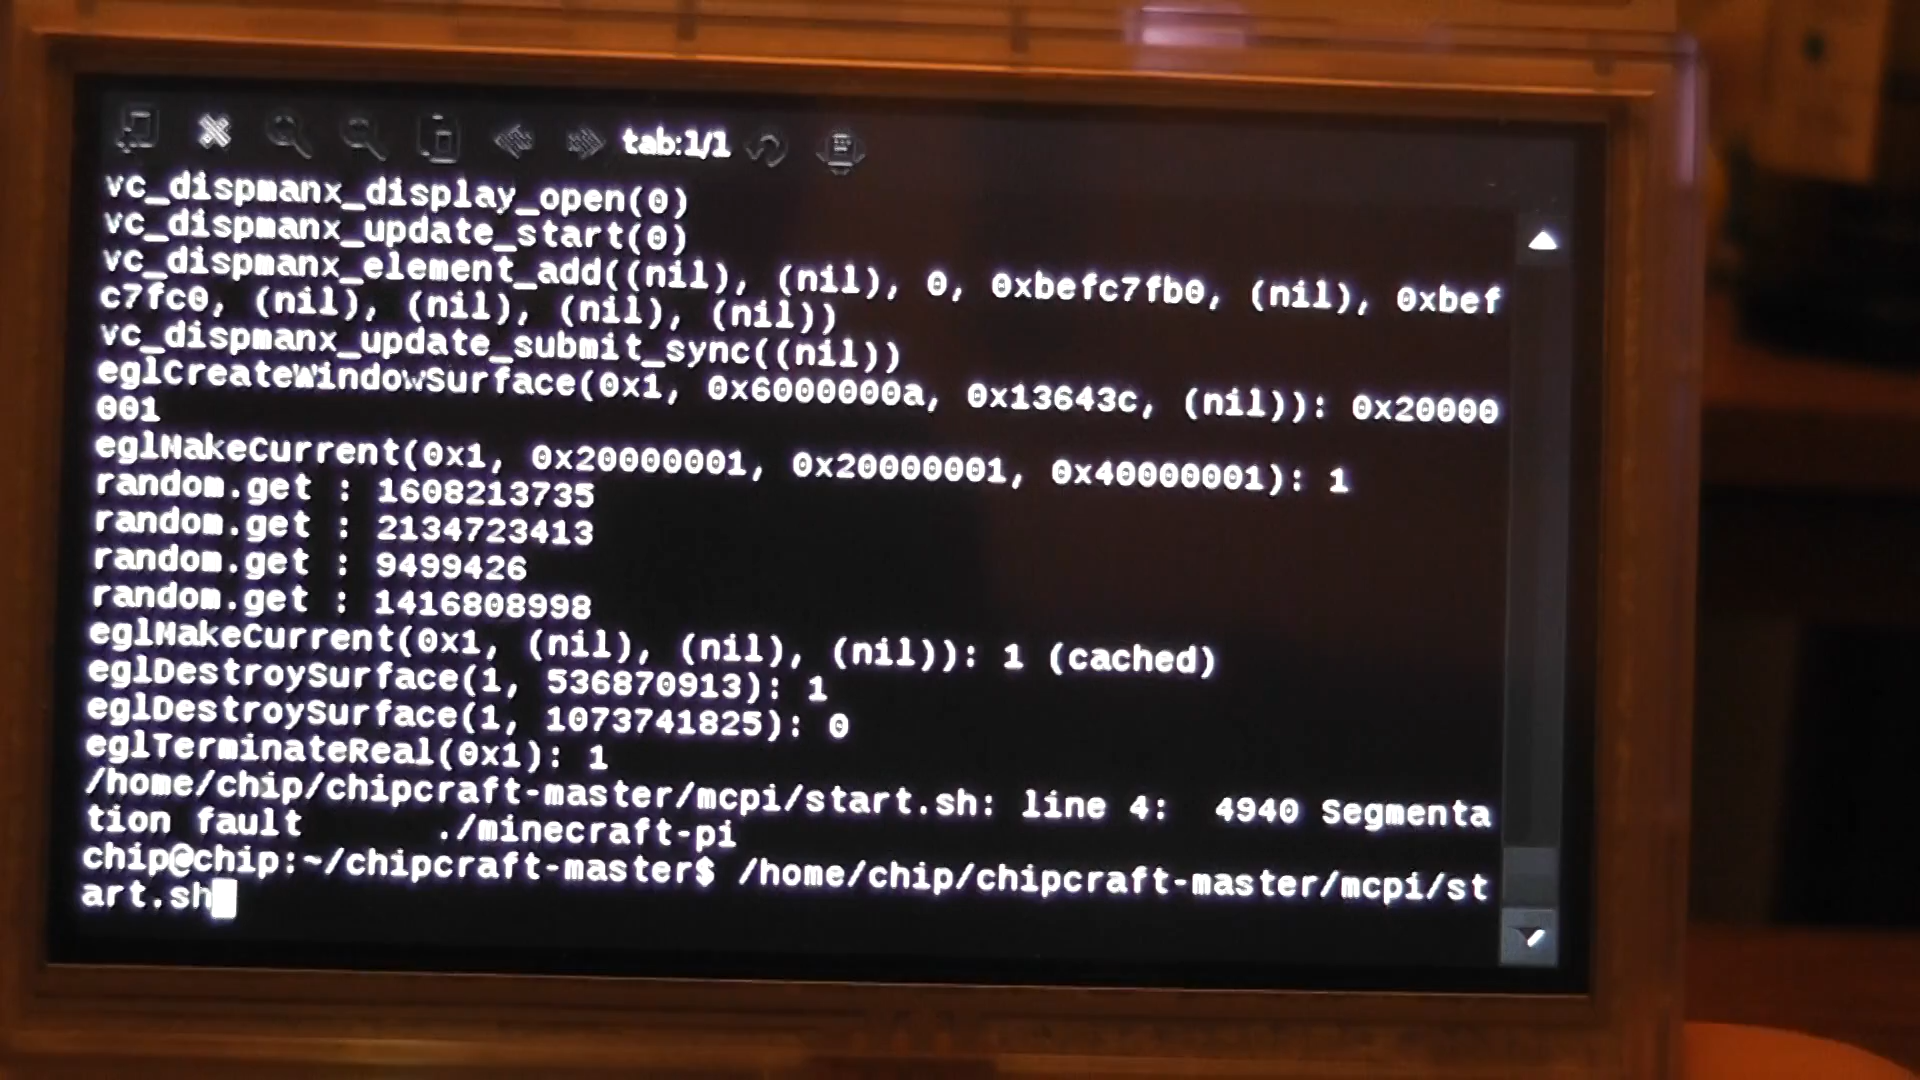 tab:1/1
vc_dispmanx_display_open(0)
vc_dispmanx_update_start(0)
vc_dispmanx_element_add((nil), (nil), 0, 0xbefc7fb0, (nil), 0xbef
c7fc0, (nil), (nil), (nil), (nil))
vc_dispmanx_update_submit_sync((nil))
eglCreateWindowSurface(0x1, 0x6000000a, 0x13643c, (nil)): 0x20000
001
eglMakeCurrent(0x1, 0x20000001, 0x20000001, 0x40000001): 1
random.get : 1608213735
random.get : 2134723413
random.get : 9499426
random.get : 1416808998
eglMakeCurrent(0x1, (nil), (nil), (nil)): 1 (cached)
eglDestroySurface(1, 536870913): 1
eglDestroySurface(1, 1073741825): 0
eglTerminateReal(0x1): 1
/home/chip/chipcraft-master/mcpi/start.sh: line 4:  4940 Segmenta
tion fault      ./minecraft-pi
chip@chip:~/chipcraft-master$ /home/chip/chipcraft-master/mcpi/st
art.sh